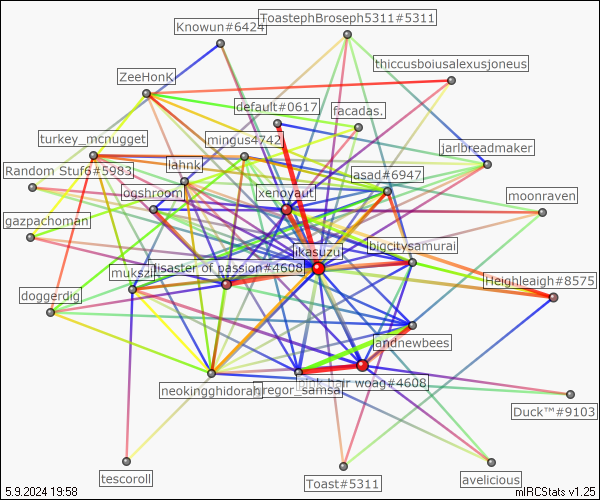 ToastephBroseph5311#5311
Knowun#6424
thiccusboiusalexusjoneus
ZeeHonK
default#0617
facadas.
turkey_mcnugget
mingus4742
jarlbreadmaker
Random Stuf6#5983
lahnk
asad#6947
ogshroom
xenoyaut
moonraven
gazpachoman
ikasuzu
bigcitysamurai
mukszii
disaster of passion#4608
Heighleaigh#8575
doggerdig
andnewbees
neokingghidorah
gregor_samsa
pink hair woag#4608
Duck™#9103
tescoroll
Toast#5311
avelicious
5.9.2024 19:58
mIRCStats v1.25